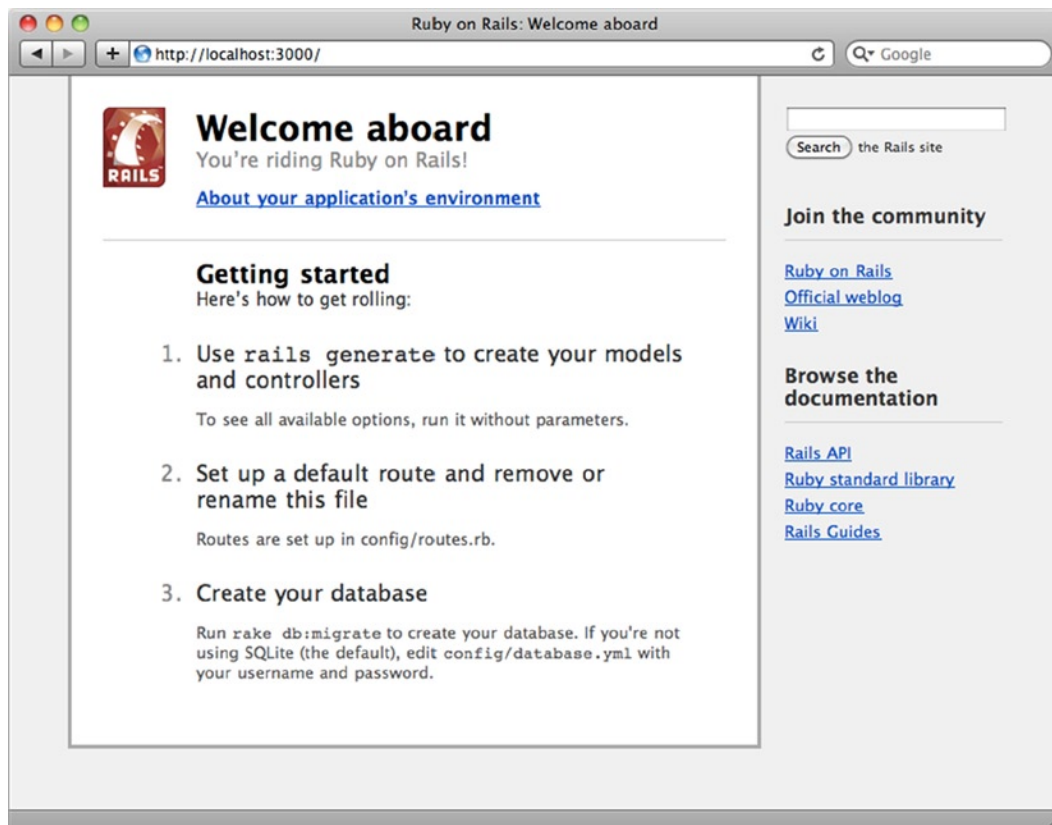 Ruby on Rails: Welcome aboard
http://localhost:3000/
Google
RAILS
Welcome aboard
You're riding Ruby on Rails!
About your application's environment
Getting started
Here's how to get rolling:
1. Use rails generate to create your models
and controllers
To see all available options, run it without parameters.
2. Set up a default route and remove or
rename this file
Routes are set up in config/routes.rb.
3. Create your database
Run rake db:migrate to create your database. If you're not
using SQLite (the default), edit config/database.yml with
your username and password.
Search the Rails site
Join the community
Ruby on Rails
Official weblog
Wiki
Browse the
documentation
Rails API
Ruby standard library
Ruby core
Rails Guides